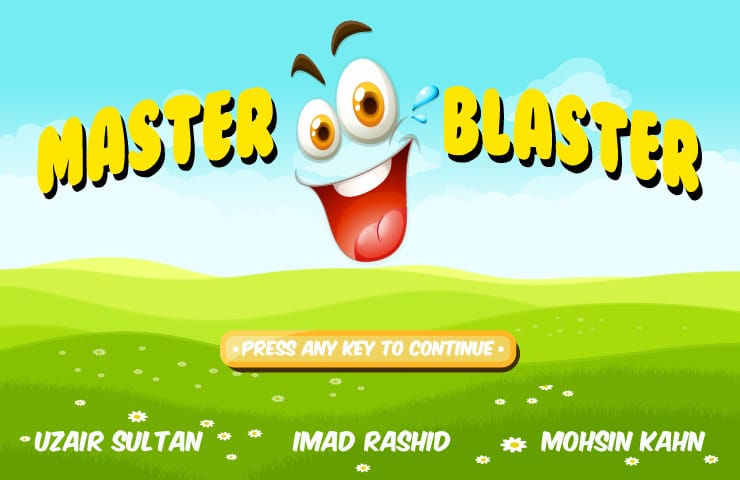 MASTER BLASTER
• PRESS ANY KEY TO CONTINUE •
UZAIR SULTAN IMAD RASHID MOHSIN KAHN